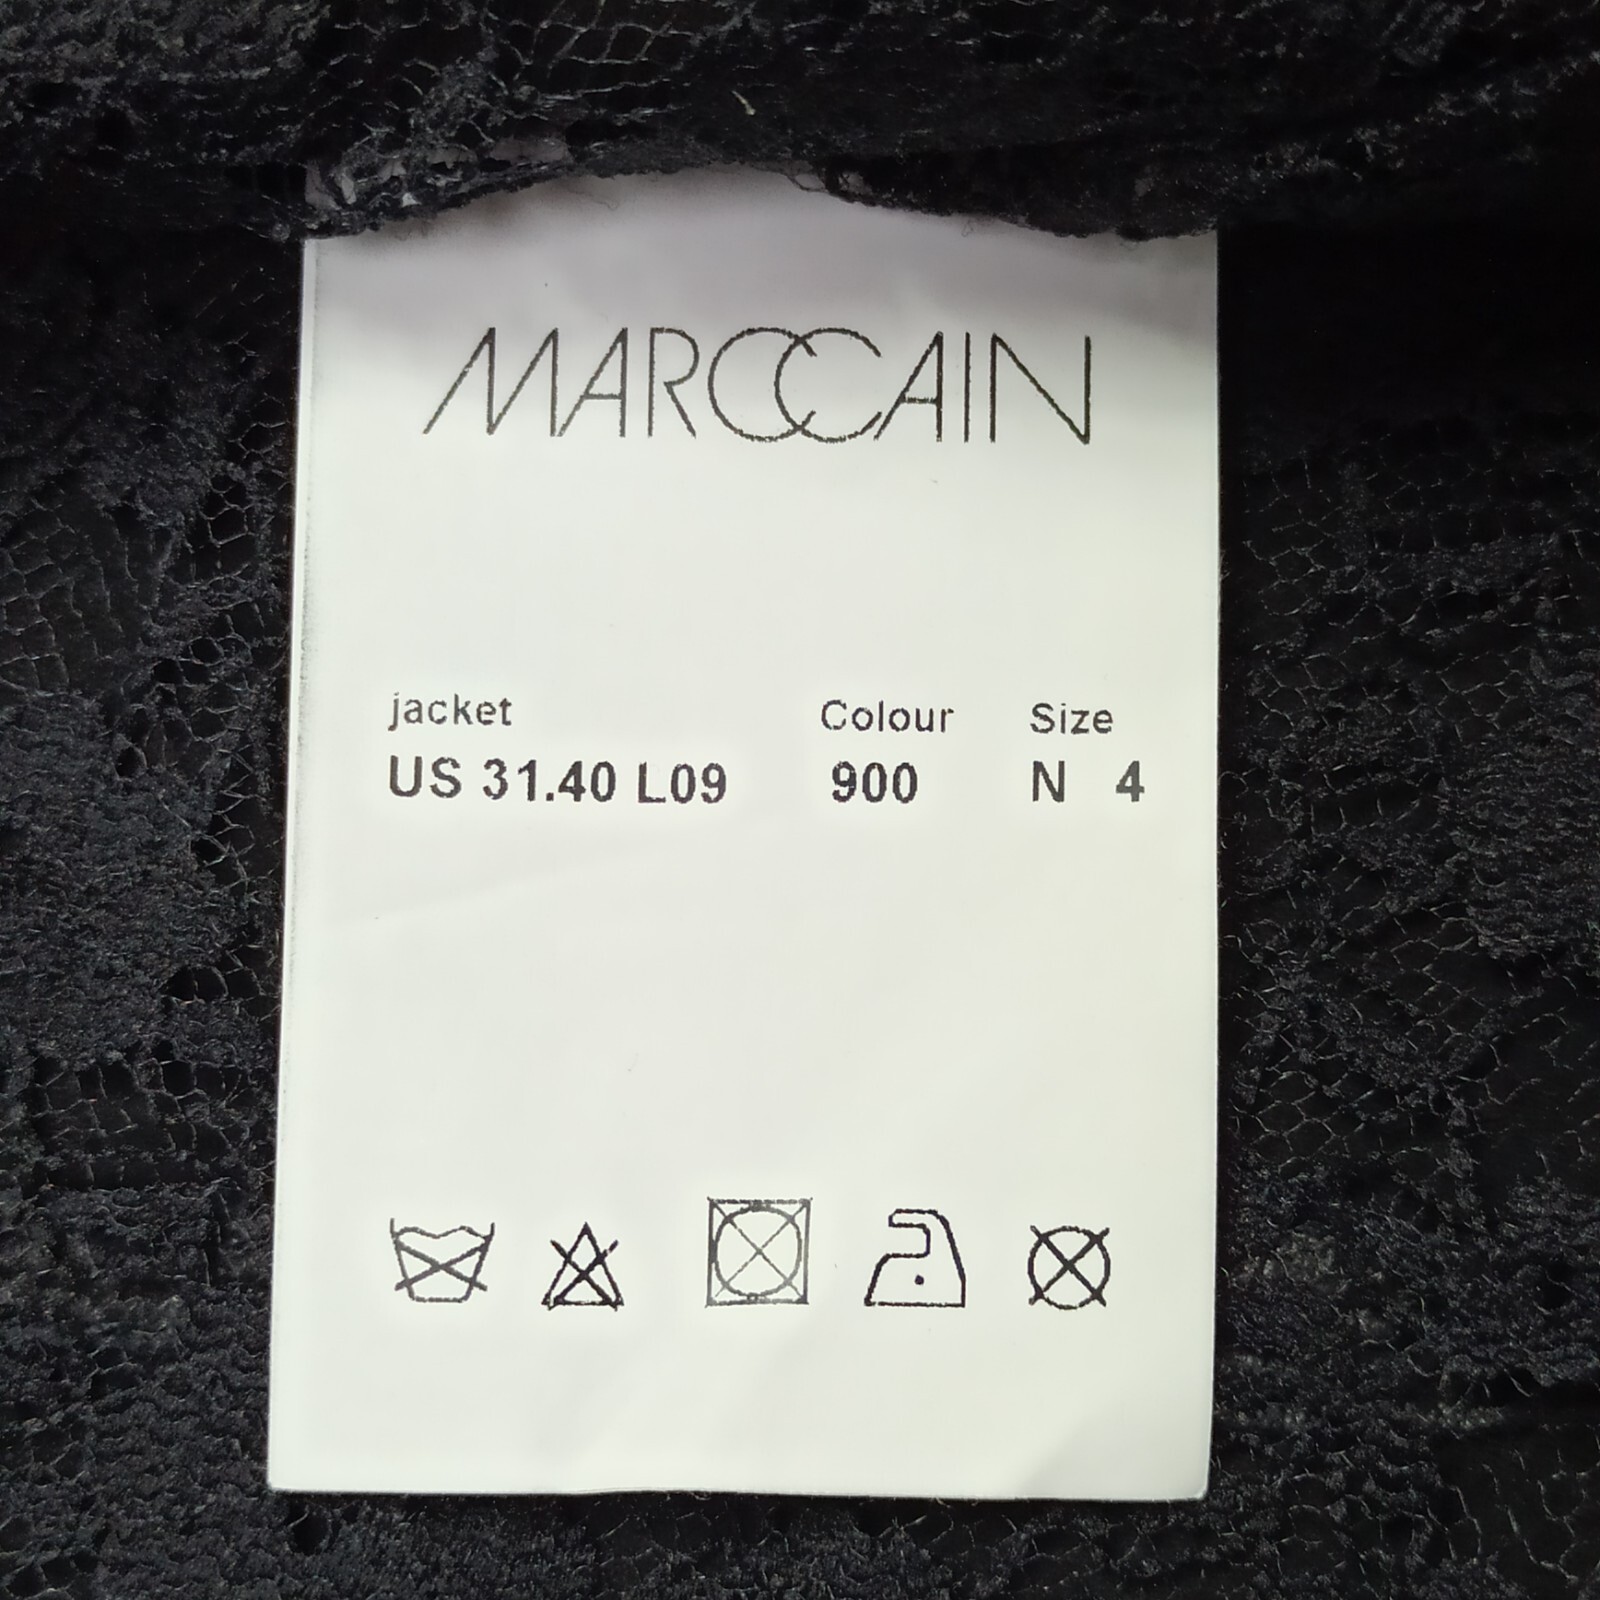 MARCCAIN
jacket Colour Size
US 31.40 L09 900 N 4